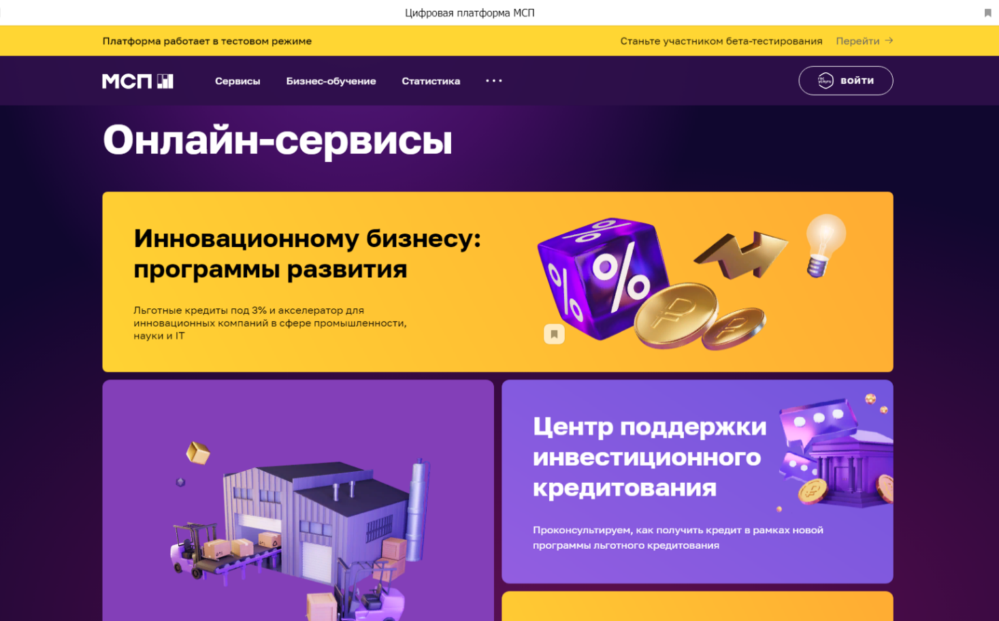 Цифровая платформа МСП
Платформа работает в тестовом режиме
Станьте участником бета-тестирования Перейти →
МСП
Сервисы
Бизнес-обучение
Статистика
гос
услуги
войти
Онлайн-сервисы
Инновационному бизнесу:
программы развития
Льготные кредиты под 3% и акселератор для
инновационных компаний в сфере промышленности,
науки и IT
% % %
₽ ₽
Центр поддержки
инвестиционного
кредитования
Проконсультируем, как получить кредит в рамках новой
программы льготного кредитования